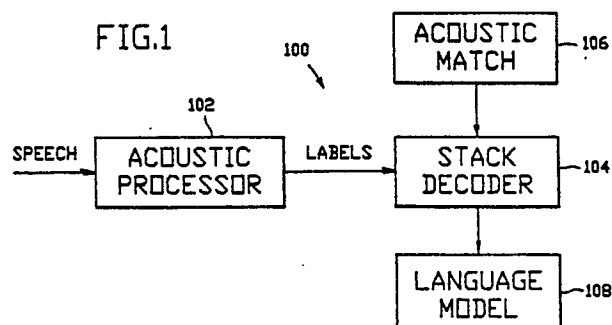 FIG.1
100
ACOUSTIC
MATCH
106
102
SPEECH
ACOUSTIC
PROCESSOR
LABELS
STACK
DECODER
104
LANGUAGE
MODEL
108